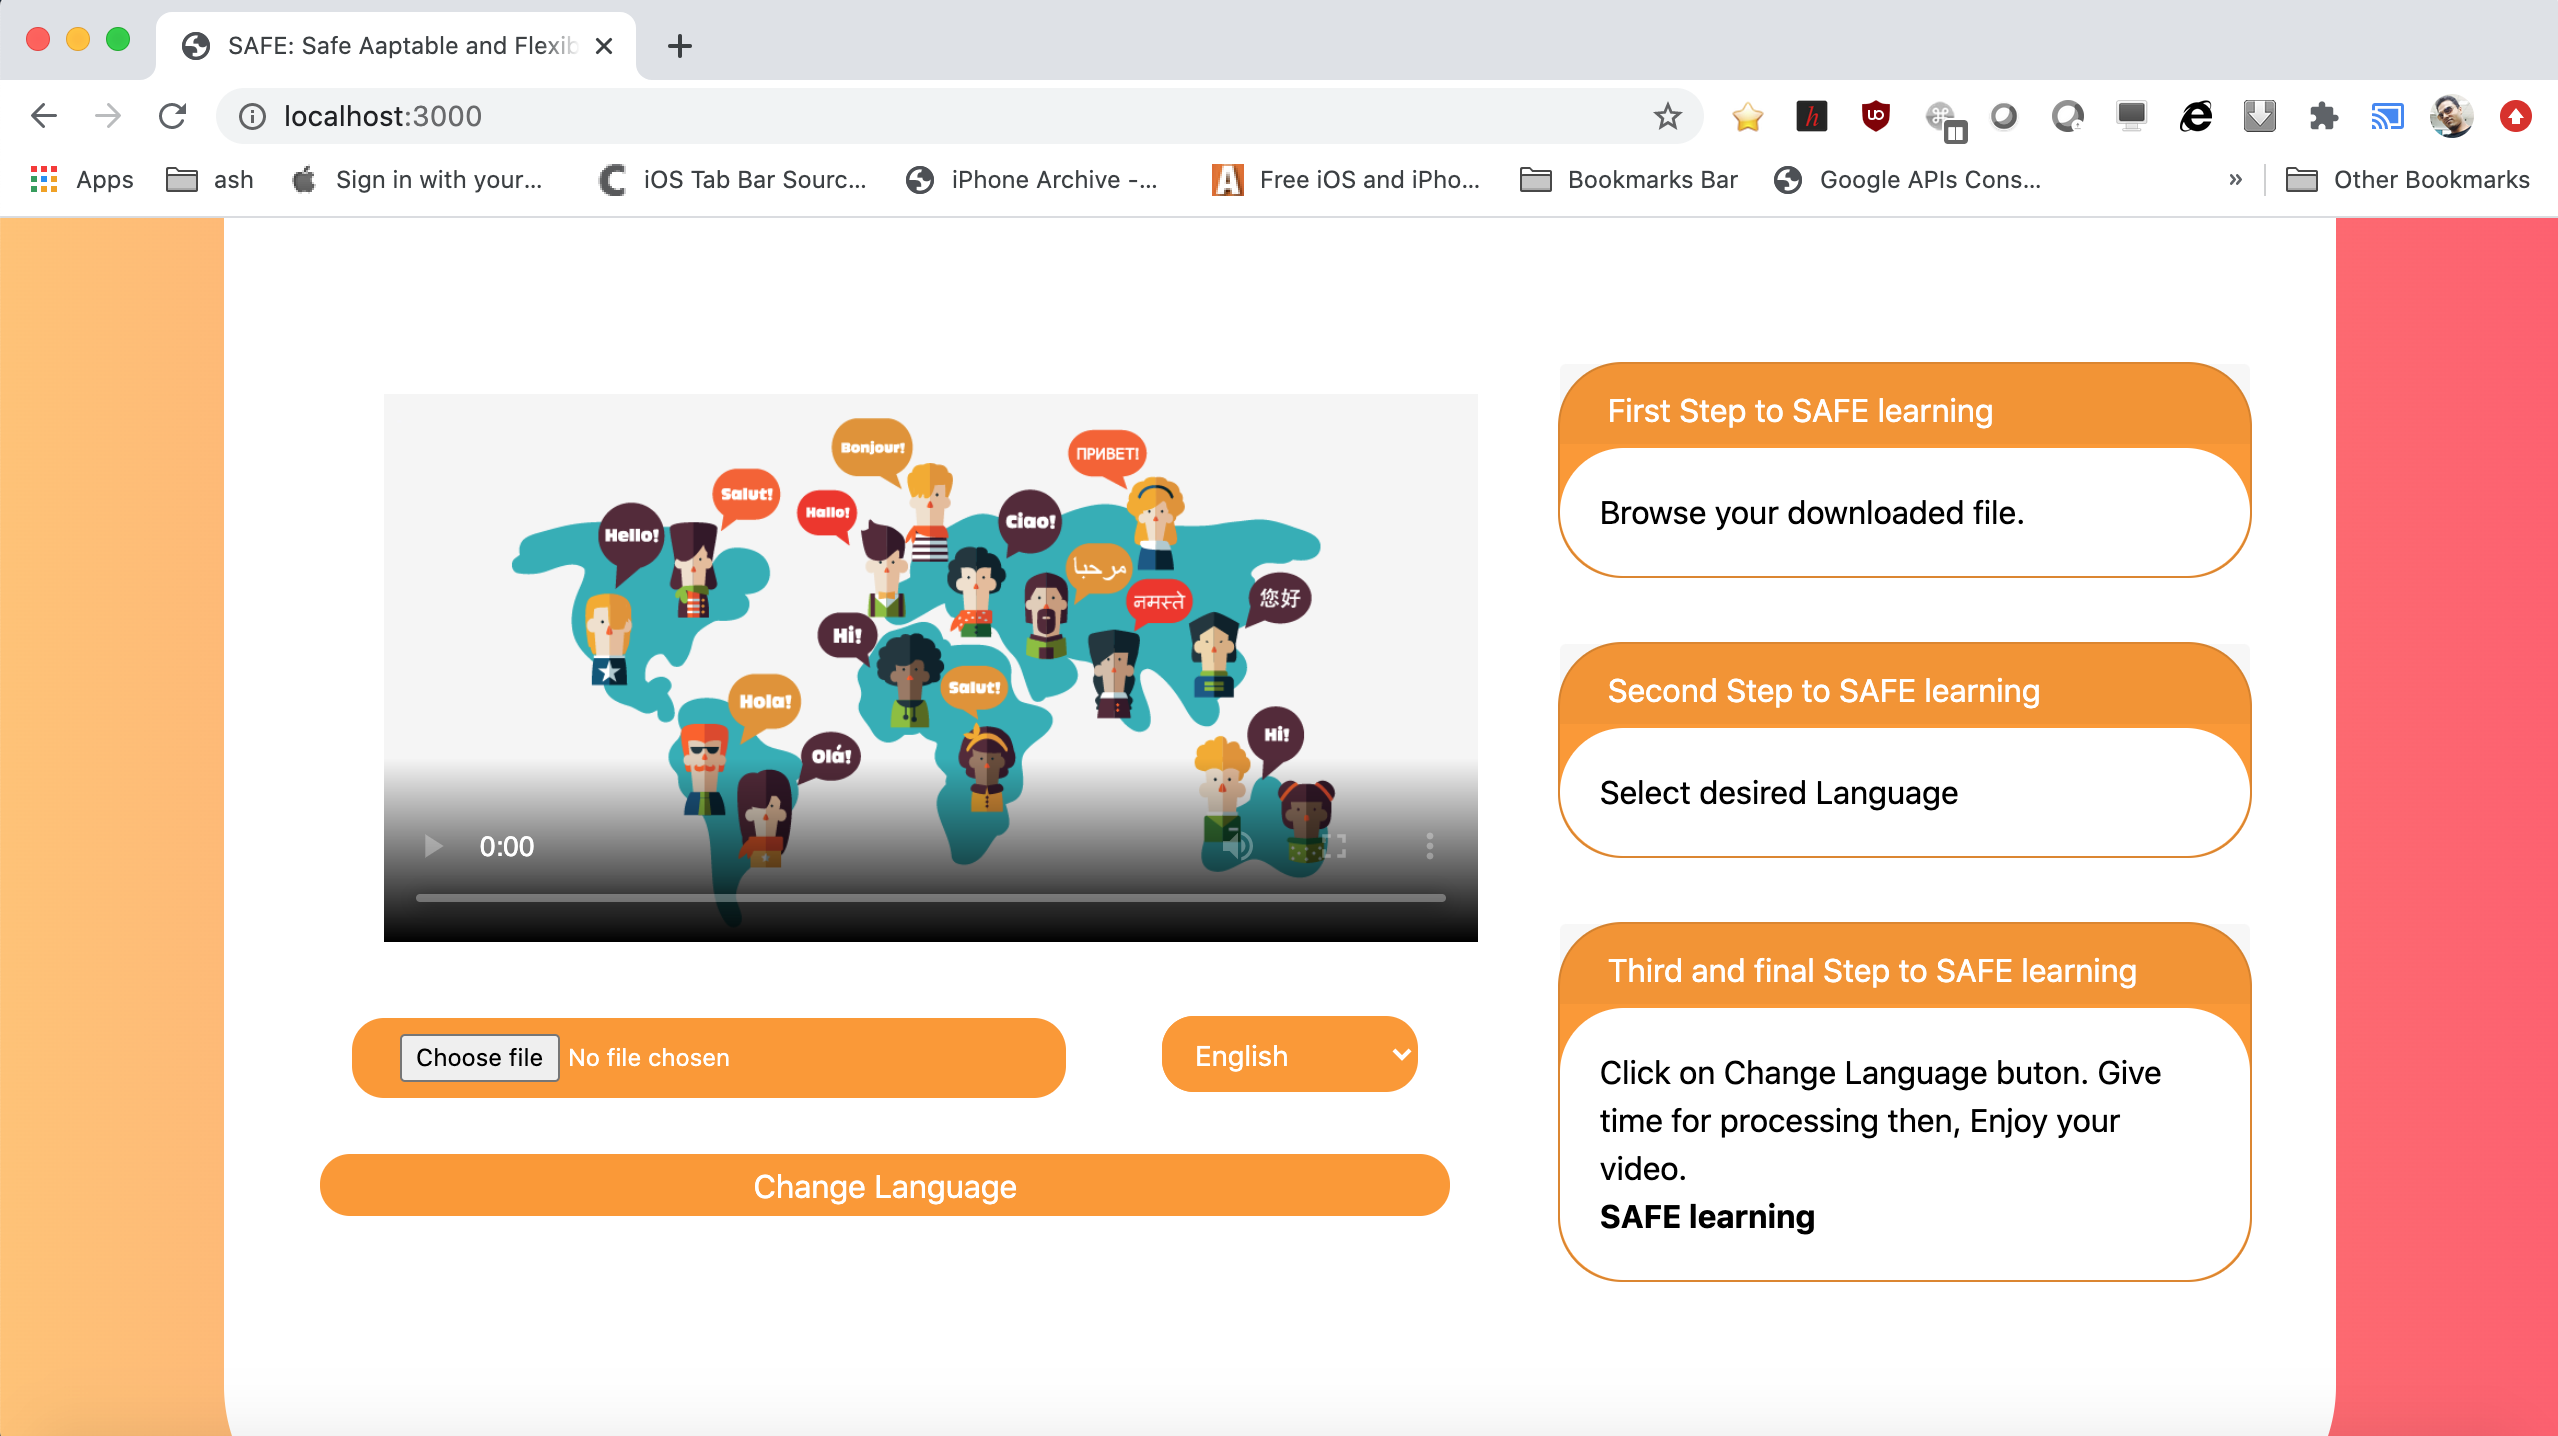 SAFE: Safe Aaptable and Flexib
localhost:3000
Apps
ash
Sign in with your...
iOS Tab Bar Sourc...
iPhone Archive -...
Free iOS and iPho...
Bookmarks Bar
Google APIs Cons...
»
Other Bookmarks
Bonjour!
ПРИВЕТ!
Salut!
Hallo!
Ciao!
Hello!
مرحبا
नमस्ते
您好
Hi!
Salut!
Hola!
Hi!
Olá!
0:00
Choose file No file chosen
English
Change Language
First Step to SAFE learning
Browse your downloaded file.
Second Step to SAFE learning
Select desired Language
Third and final Step to SAFE learning
Click on Change Language buton. Give
time for processing then, Enjoy your
video.
SAFE learning